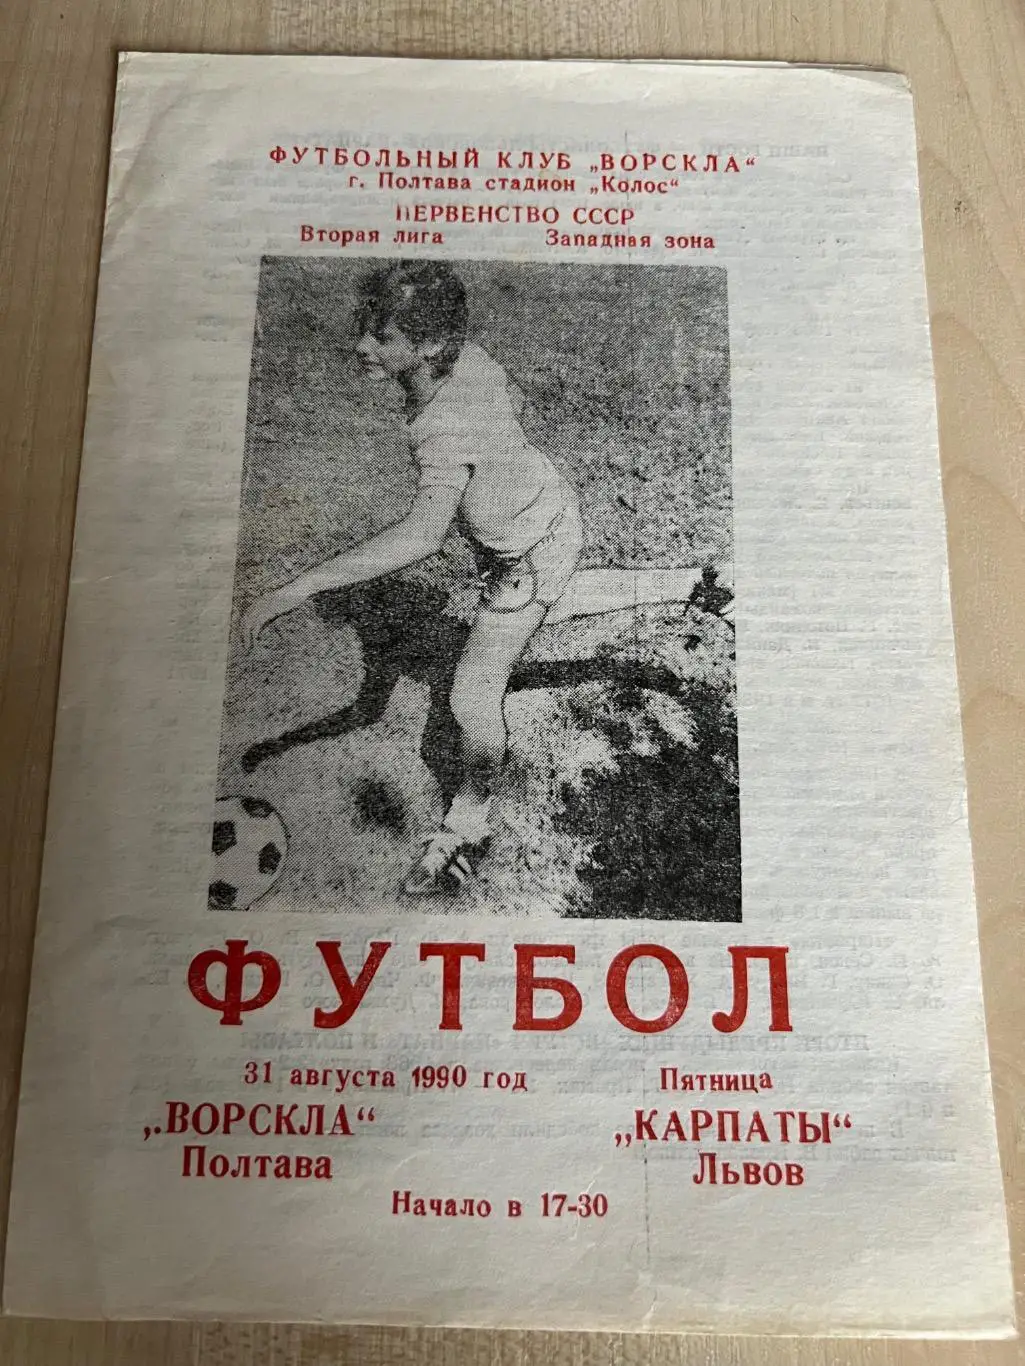 ФУТБОЛЬНЫЙ КЛУБ „ВОРСКЛА“
г. Полтава стадион „Колос“
ПЕРВЕНСТВО СССР
Вторая лига Западная зона
ФУТБОЛ
31 августа 1990 год Пятница
„ВОРСКЛА“ „КАРПАТЫ“
Полтава Львов
Начало в 17-30